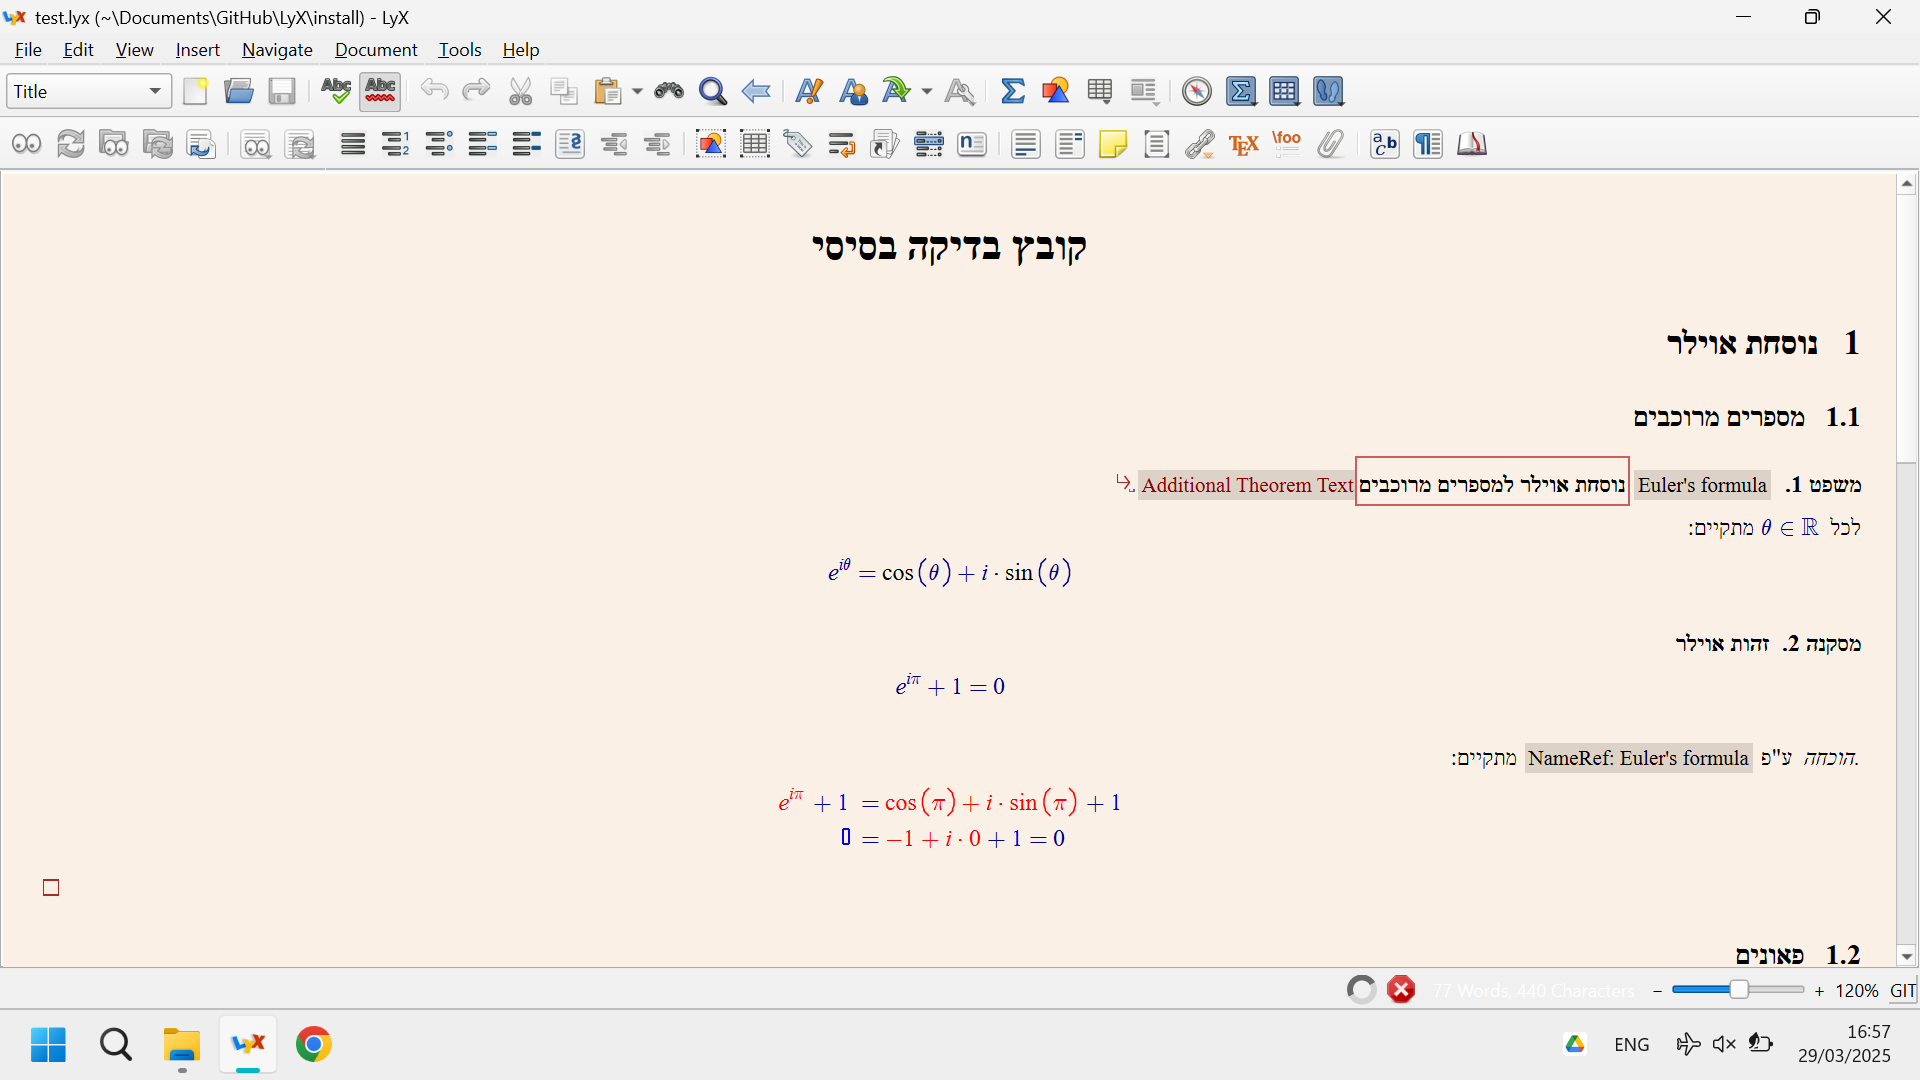 test.lyx (~\Documents\GitHub\LyX\install) - LyX
File Edit View Insert Navigate Document Tools Help
Title
קובץ בדיקה בסיסי
1 נוסחת אוילר
1.1 מספרים מרוכבים
משפט 1. Euler's formula נוסחת אוילר למספרים מרוכבים Additional Theorem Text
לכל θ ∈ ℝ מתקיים:
e^{iθ} = cos(θ) + i · sin(θ)
מסקנה 2. זהות אוילר
e^{iπ} + 1 = 0
הוכחה. ע"פ NameRef: Euler's formula מתקיים:
e^{iπ} + 1 = cos(π) + i · sin(π) + 1
= −1 + i · 0 + 1 = 0
1.2 פאונים
77 Words, 440 Characters − + 120% GIT
ENG 16:57
29/03/2025